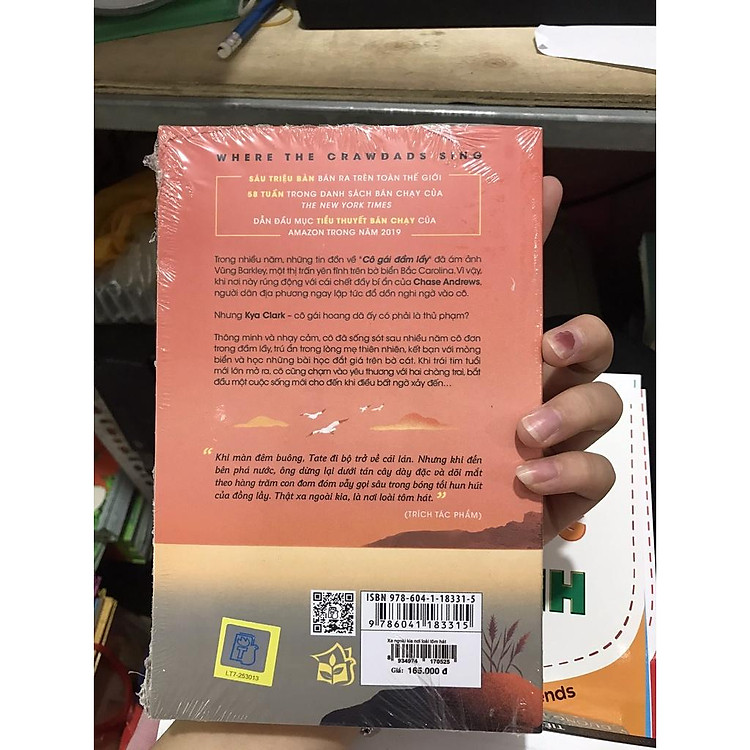 WHERE THE CRAWDADS SING
SÁU TRIỆU BẢN BÁN RA TRÊN TOÀN THẾ GIỚI
58 TUẦN TRONG DANH SÁCH BÁN CHẠY CỦA
THE NEW YORK TIMES
DẪN ĐẦU MỤC TIỂU THUYẾT BÁN CHẠY CỦA
AMAZON TRONG NĂM 2019
Trong nhiều năm, những tin đồn về "Cô gái đầm lầy" đã ám ảnh
Vũng Barkley, một thị trấn yên tĩnh trên bờ biển Bắc Carolina. Vì vậy,
khi nơi này rúng động với cái chết đầy bí ẩn của Chase Andrews,
người dân địa phương ngay lập tức đổ dồn nghi ngờ vào cô.
Nhưng Kya Clark – cô gái hoang dã ấy có phải là thủ phạm?
Thông minh và nhạy cảm, cô đã sống sót sau nhiều năm cô đơn
trong đầm lầy, trú ẩn trong lòng mẹ thiên nhiên, kết bạn với mòng
biển và học những bài học đắt giá trên bờ cát. Khi trái tim tuổi
mới lớn mở ra, cô cũng chạm vào yêu thương với hai chàng trai, bắt
đầu một cuộc sống mới cho đến khi điều bất ngờ xảy đến...
“ Khi màn đêm buông, Tate đi bộ trở về cái lán. Nhưng khi đến
bên phá nước, ông dừng lại dưới tán cây dày đặc và dõi mắt
theo hàng trăm con đom đóm vẫy gọi sâu trong bóng tối hun hút
của đồng lầy. Thật xa ngoài kia, là nơi loài tôm hát. ”
(TRÍCH TÁC PHẨM)
ISBN 978-604-1-18331-5
9 786041 183315
Xa ngoài kia nơi loài tôm hát
8 934974 170525
Giá: 165.000 đ
LT7-253013
NH
ends